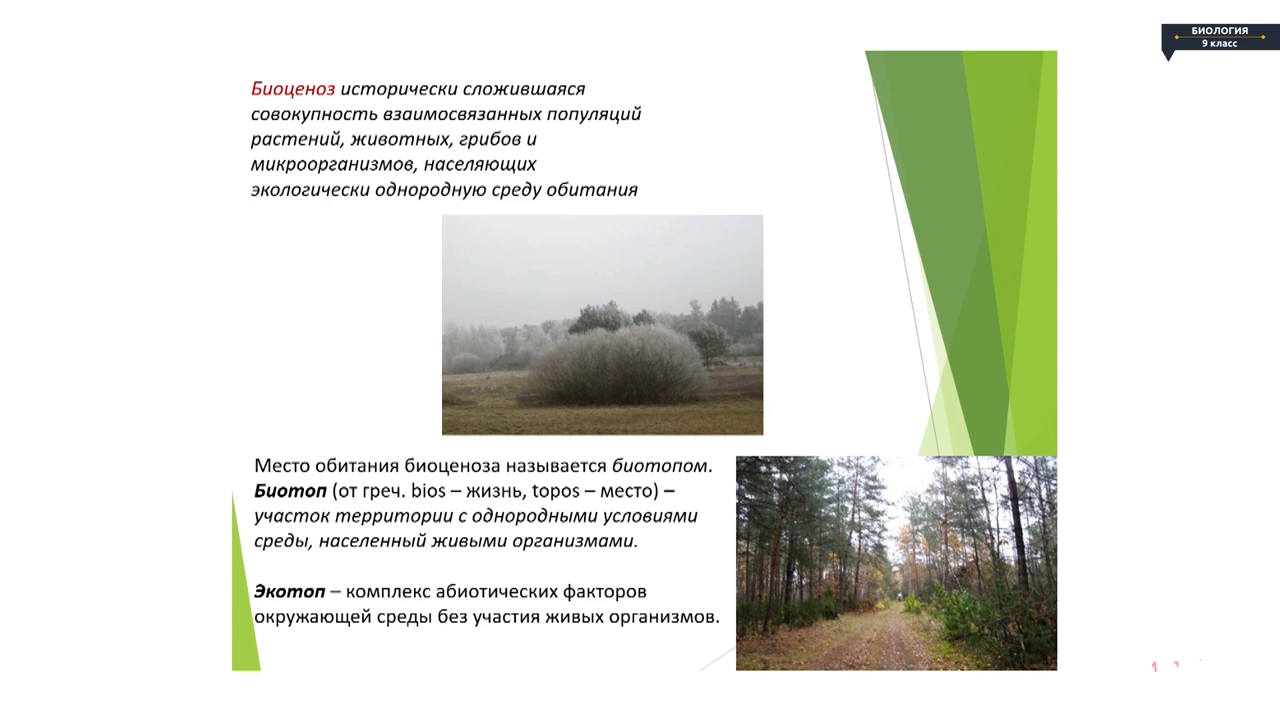 БИОЛОГИЯ
9 класс
Биоценоз исторически сложившаяся
совокупность взаимосвязанных популяций
растений, животных, грибов и
микроорганизмов, населяющих
экологически однородную среду обитания
Место обитания биоценоза называется биотопом.
Биотоп (от греч. bios – жизнь, topos – место) –
участок территории с однородными условиями
среды, населенный живыми организмами.
Экотоп – комплекс абиотических факторов
окружающей среды без участия живых организмов.